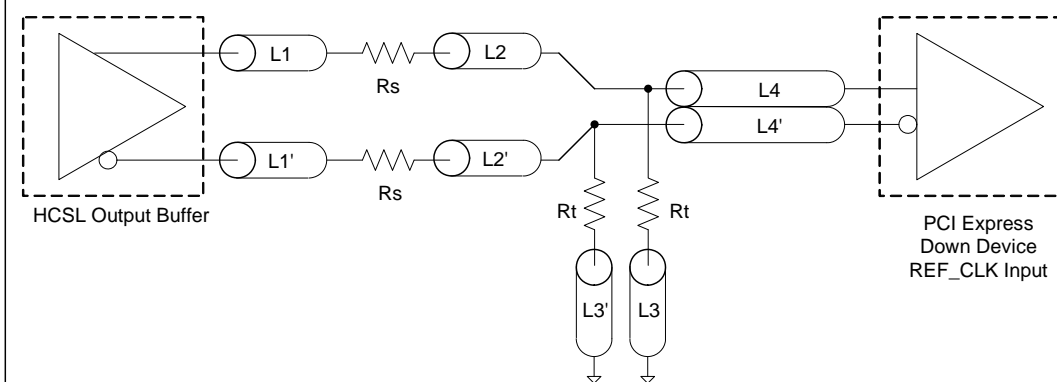 L1
Rs
L2
L4
L4'
L1'
Rs
L2'
HCSL Output Buffer
Rt
Rt
L3'
L3
PCI Express
Down Device
REF_CLK Input